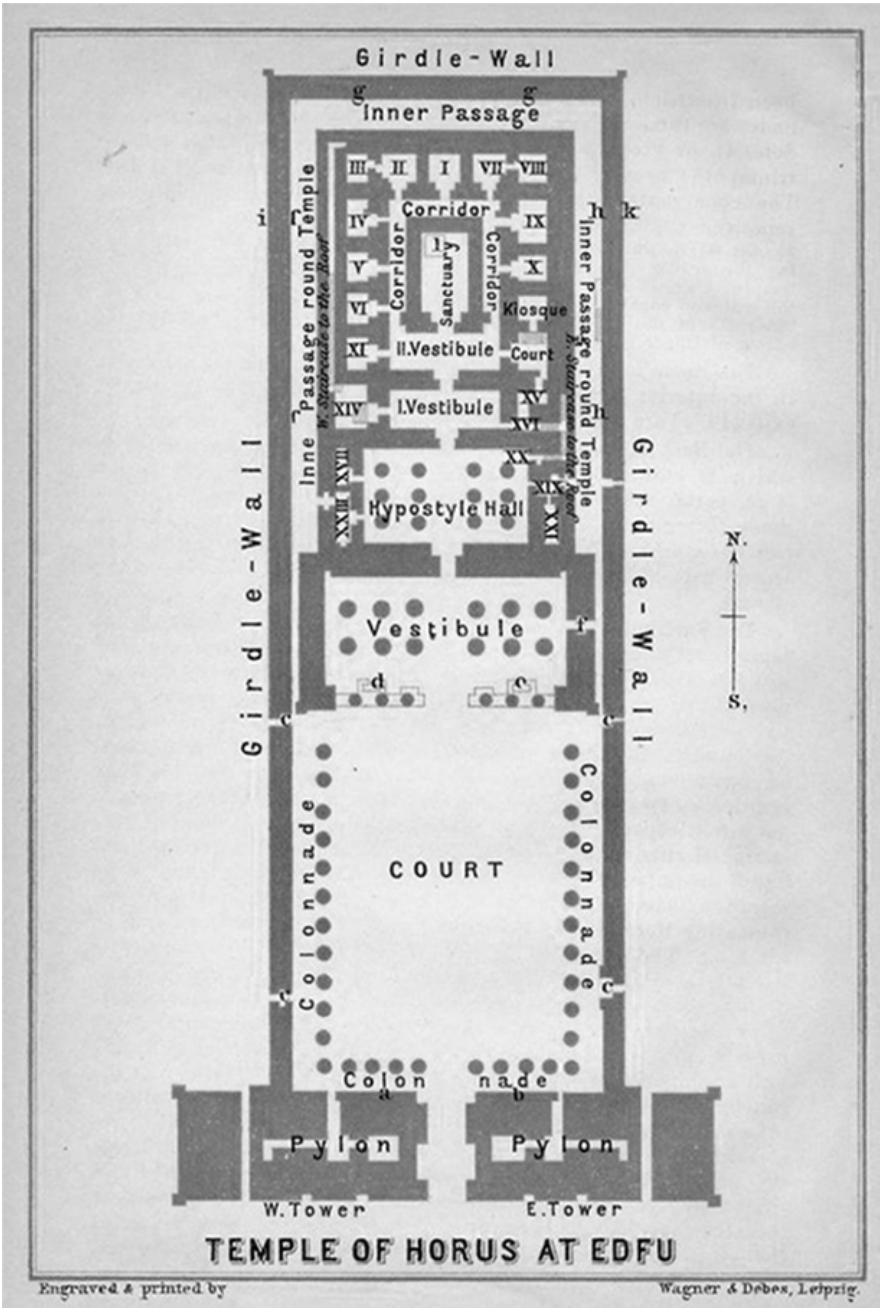 Girdle-Wall
g g
Inner Passage
g
III II I VII VIII
Corridor
i r h k
IV IX
Inne Passage round Temple
W. Staircase to the Roof
Corridor
1
Sanctuary
Corridor
Inner Passage round Temple
V X
VI Kiosque
XI II. Vestibule Court
XV
XIV I. Vestibule h
XVI
E. Staircase to the Roof
XX
XVII
XIX
Hypostyle Hall
XXIII
XXI
Girdle-Wall
Girdle-Wall
N.
S.
Vestibule f
d e
c c
Colonnade
Colonnade
COURT
c c
Colon nade
a b
Pylon Pylon
W. Tower E. Tower
TEMPLE OF HORUS AT EDFU
Engraved & printed by Wagner & Debes, Leipzig.